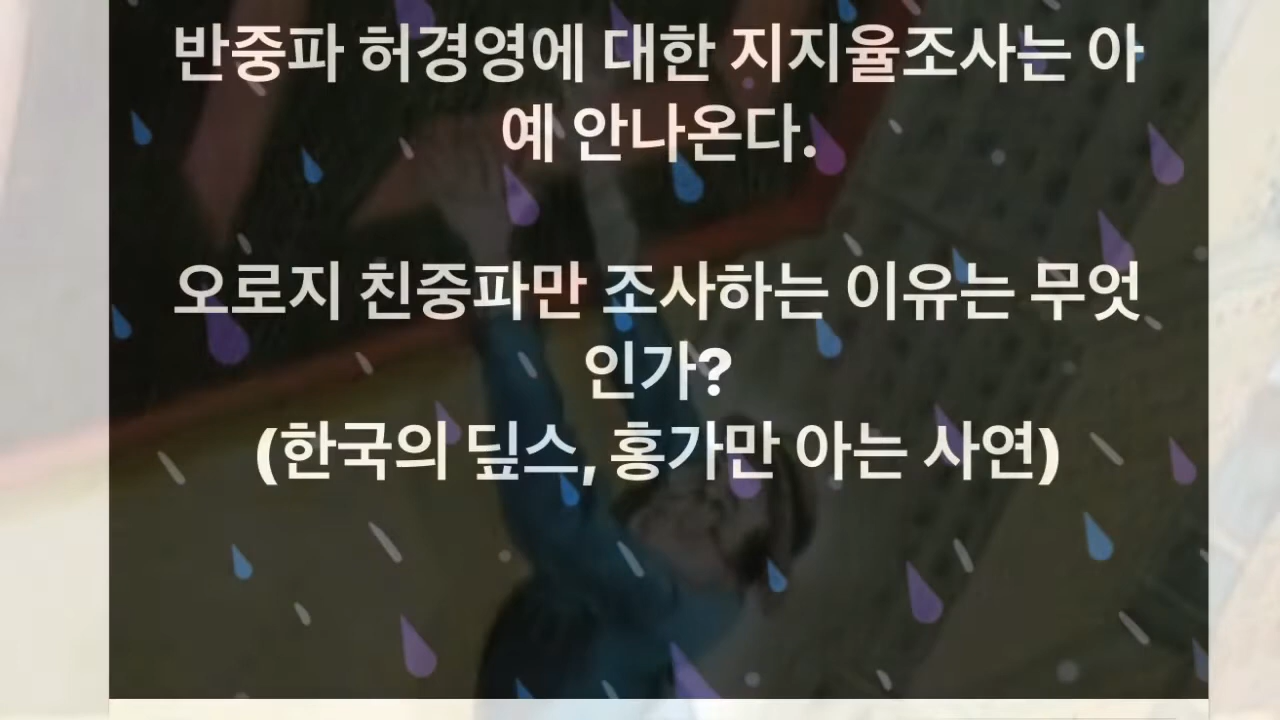 반중파 허경영에 대한 지지율조사는 아
예 안나온다.
오로지 친중파만 조사하는 이유는 무엇
인가?
(한국의 딮스, 홍가만 아는 사연)